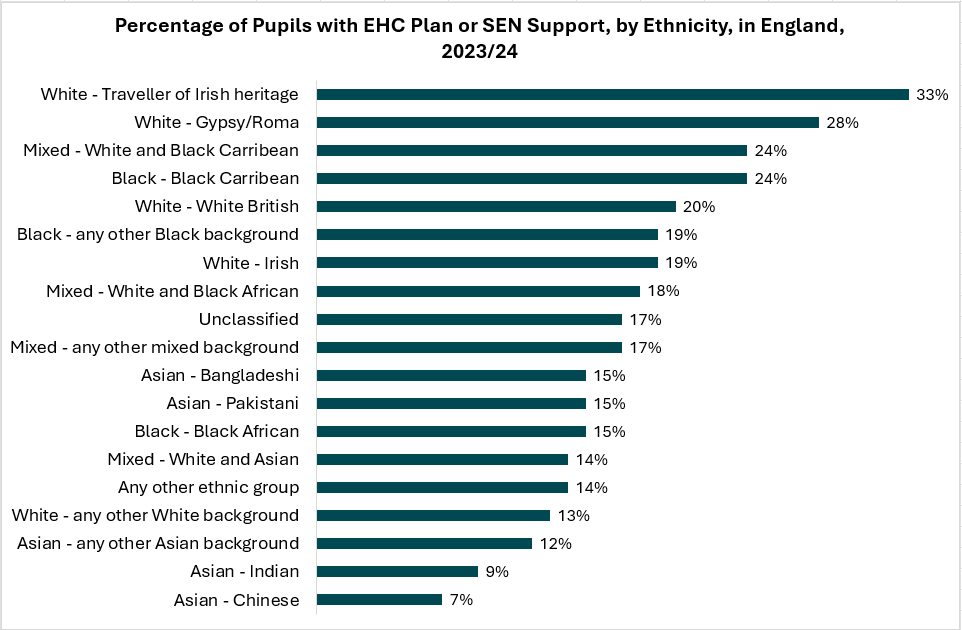 Percentage of Pupils with EHC Plan or SEN Support, by Ethnicity, in England,
2023/24
White - Traveller of Irish heritage 33%
White - Gypsy/Roma 28%
Mixed - White and Black Carribean 24%
Black - Black Carribean 24%
White - White British 20%
Black - any other Black background 19%
White - Irish 19%
Mixed - White and Black African 18%
Unclassified 17%
Mixed - any other mixed background 17%
Asian - Bangladeshi 15%
Asian - Pakistani 15%
Black - Black African 15%
Mixed - White and Asian 14%
Any other ethnic group 14%
White - any other White background 13%
Asian - any other Asian background 12%
Asian - Indian 9%
Asian - Chinese 7%